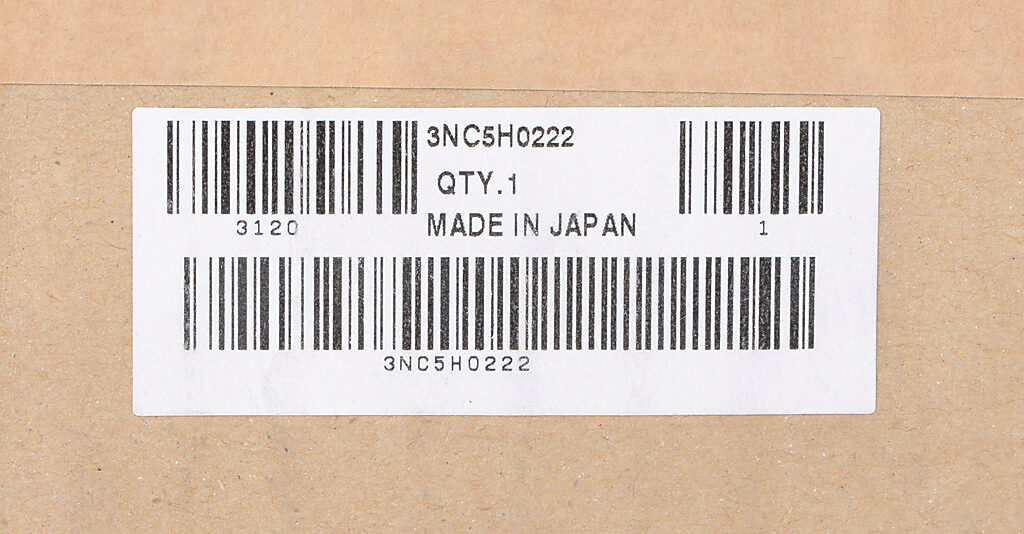 3NC5H0222
QTY.1
3120
MADE IN JAPAN
1
3NC5H0222